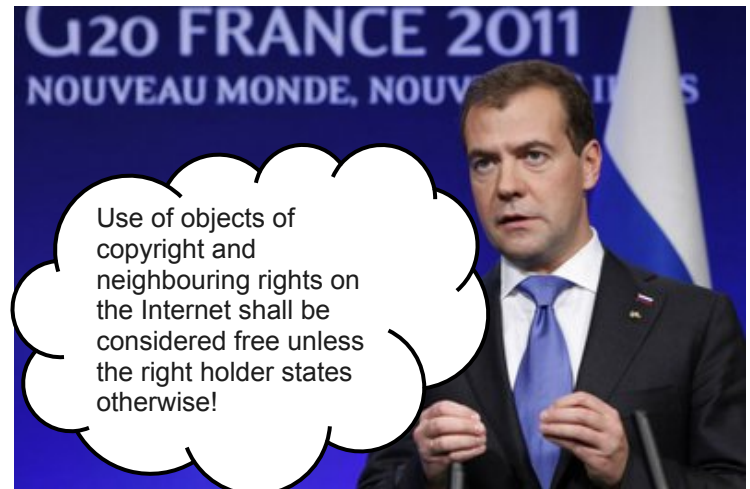 G20 FRANCE 2011
NOUVEAU MONDE,
Use of objects of
copyright and
neighbouring rights on
the Internet shall be
considered free unless
the right holder states
otherwise!